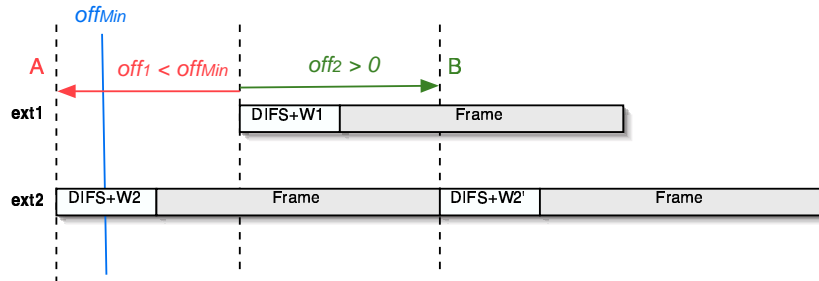 offMin
A
off1 < offMin
off2 > 0
B
ext1
DIFS+W1
Frame
ext2
DIFS+W2
Frame
DIFS+W2'
Frame